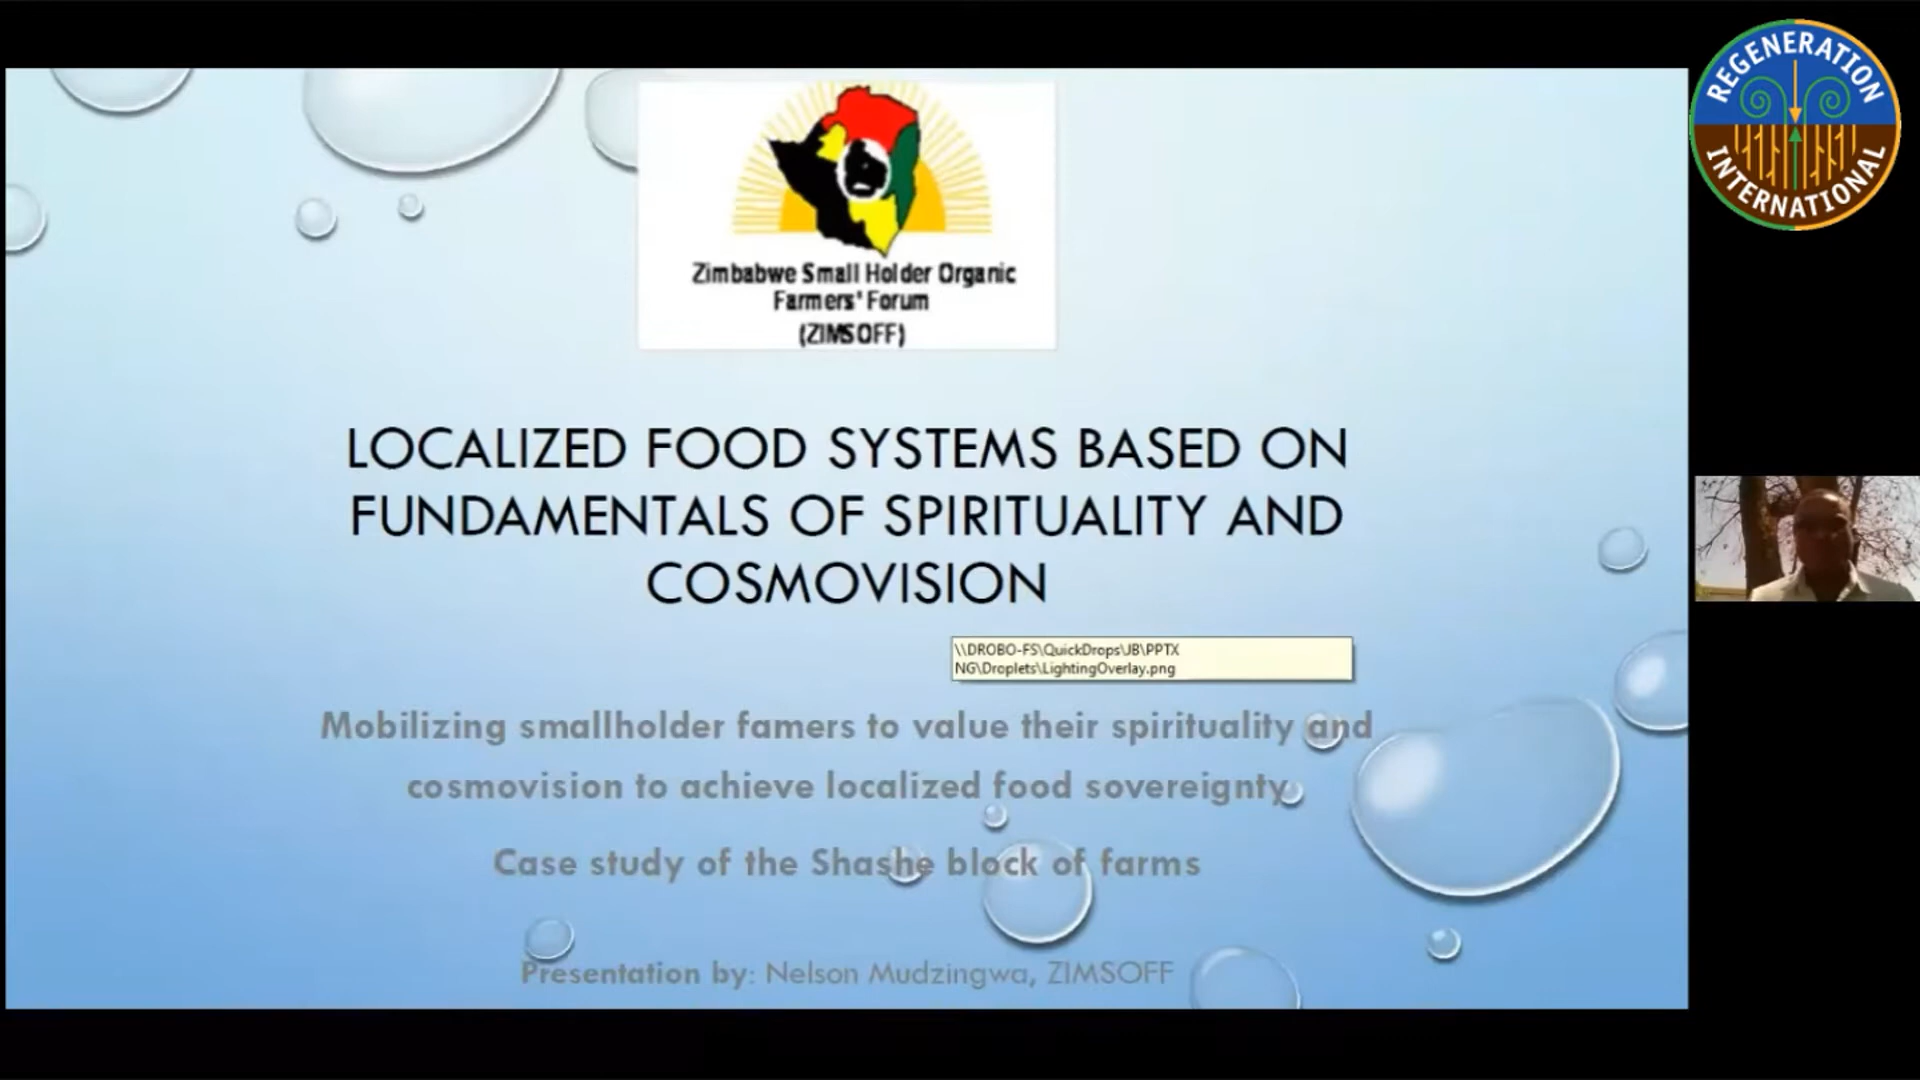 REGENERATION
INTERNATIONAL
Zimbabwe Small Holder Organic
Farmers' Forum
(ZIMSOFF)
LOCALIZED FOOD SYSTEMS BASED ON
FUNDAMENTALS OF SPIRITUALITY AND
COSMOVISION
\\DROBO-FS\QuickDrops\JB\PPTX
NG\Droplets\LightingOverlay.png
Mobilizing smallholder famers to value their spirituality and
cosmovision to achieve localized food sovereignty
Case study of the Shashe block of farms
Presentation by: Nelson Mudzingwa, ZIMSOFF